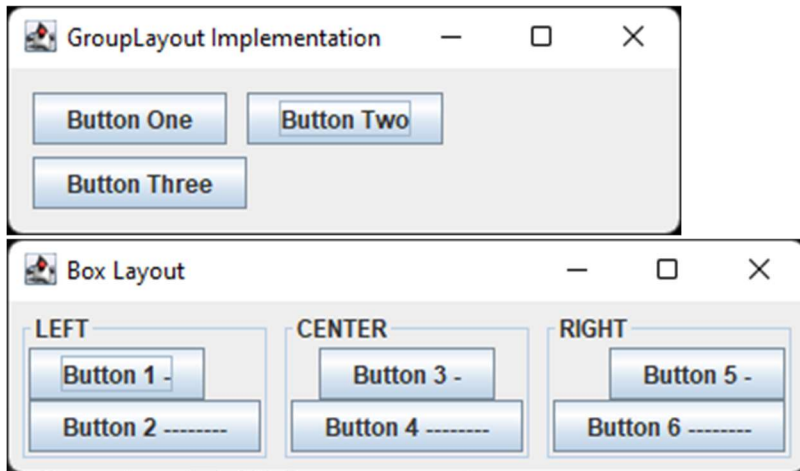 GroupLayout Implementation
Button One Button Two
Button Three
Box Layout
LEFT CENTER RIGHT
Button 1 - Button 3 - Button 5 -
Button 2 -------- Button 4 -------- Button 6 --------